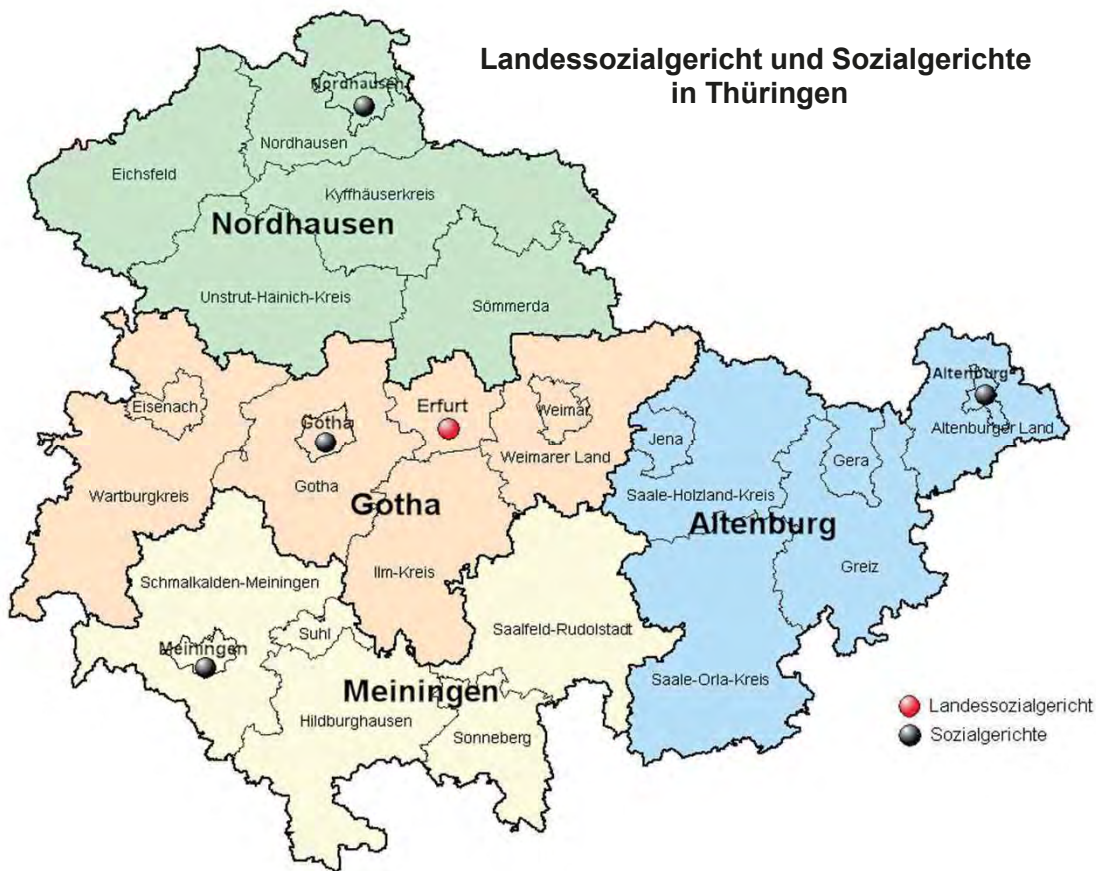 Landessozialgericht und Sozialgerichte
in Thüringen
Nordhausen
Nordhausen
Eichsfeld
Kyffhäuserkreis
Nordhausen
Unstrut-Hainich-Kreis
Sömmerda
Altenburg
Eisenach
Erfurt
Weimar
Gotha
Altenburger Land
Jena
Gera
Weimarer Land
Gotha
Wartburgkreis
Saale-Holzland-Kreis
Gotha
Altenburg
Ilm-Kreis
Greiz
Schmalkalden-Meiningen
Suhl
Saalfeld-Rudolstadt
Meiningen
Saale-Orla-Kreis
Meiningen
Hildburghausen
Sonneberg
Landessozialgericht
Sozialgerichte